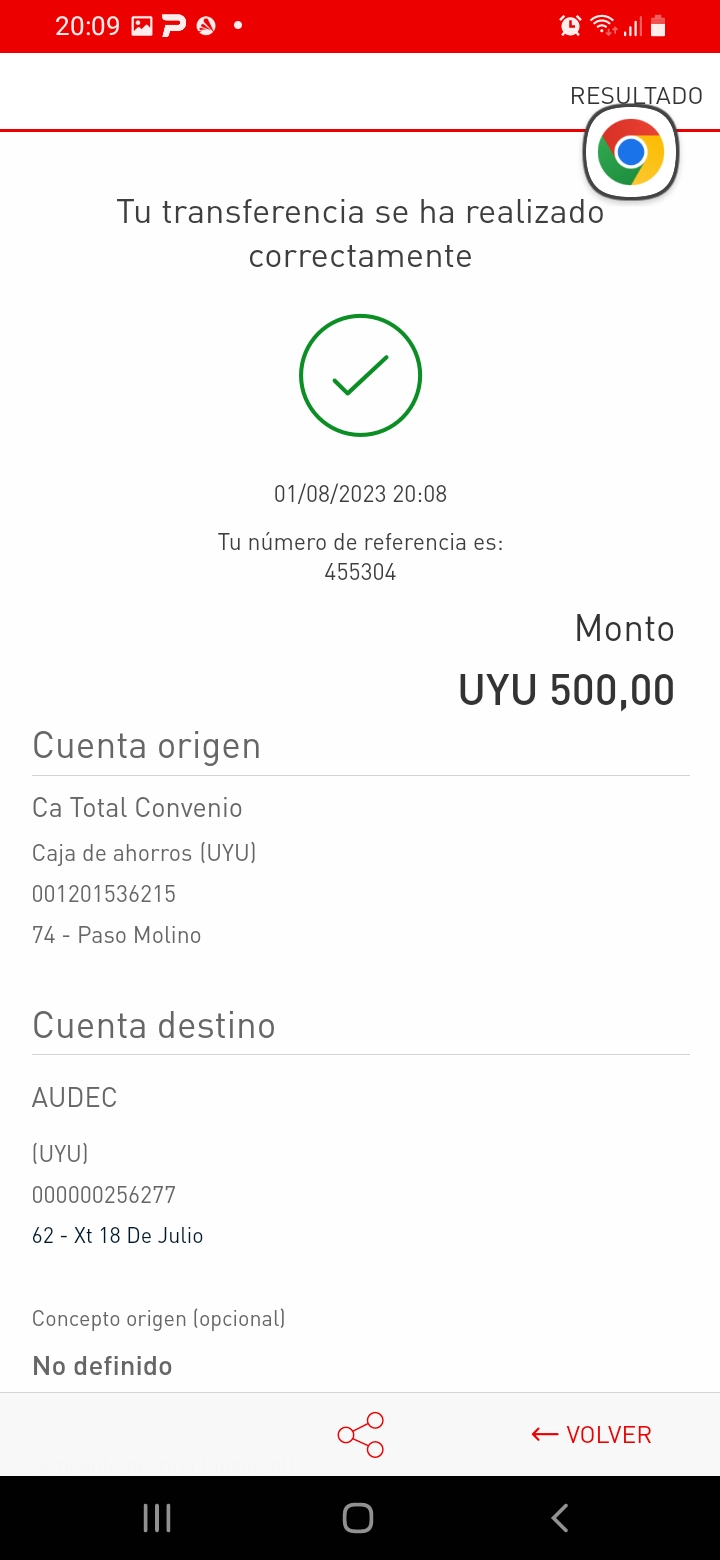 20:09
RESULTADO
Tu transferencia se ha realizado
correctamente
01/08/2023 20:08
Tu número de referencia es:
455304
Monto
UYU 500,00
Cuenta origen
Ca Total Convenio
Caja de ahorros (UYU)
001201536215
74 - Paso Molino
Cuenta destino
AUDEC
(UYU)
000000256277
62 - Xt 18 De Julio
Concepto origen (opcional)
No definido
← VOLVER